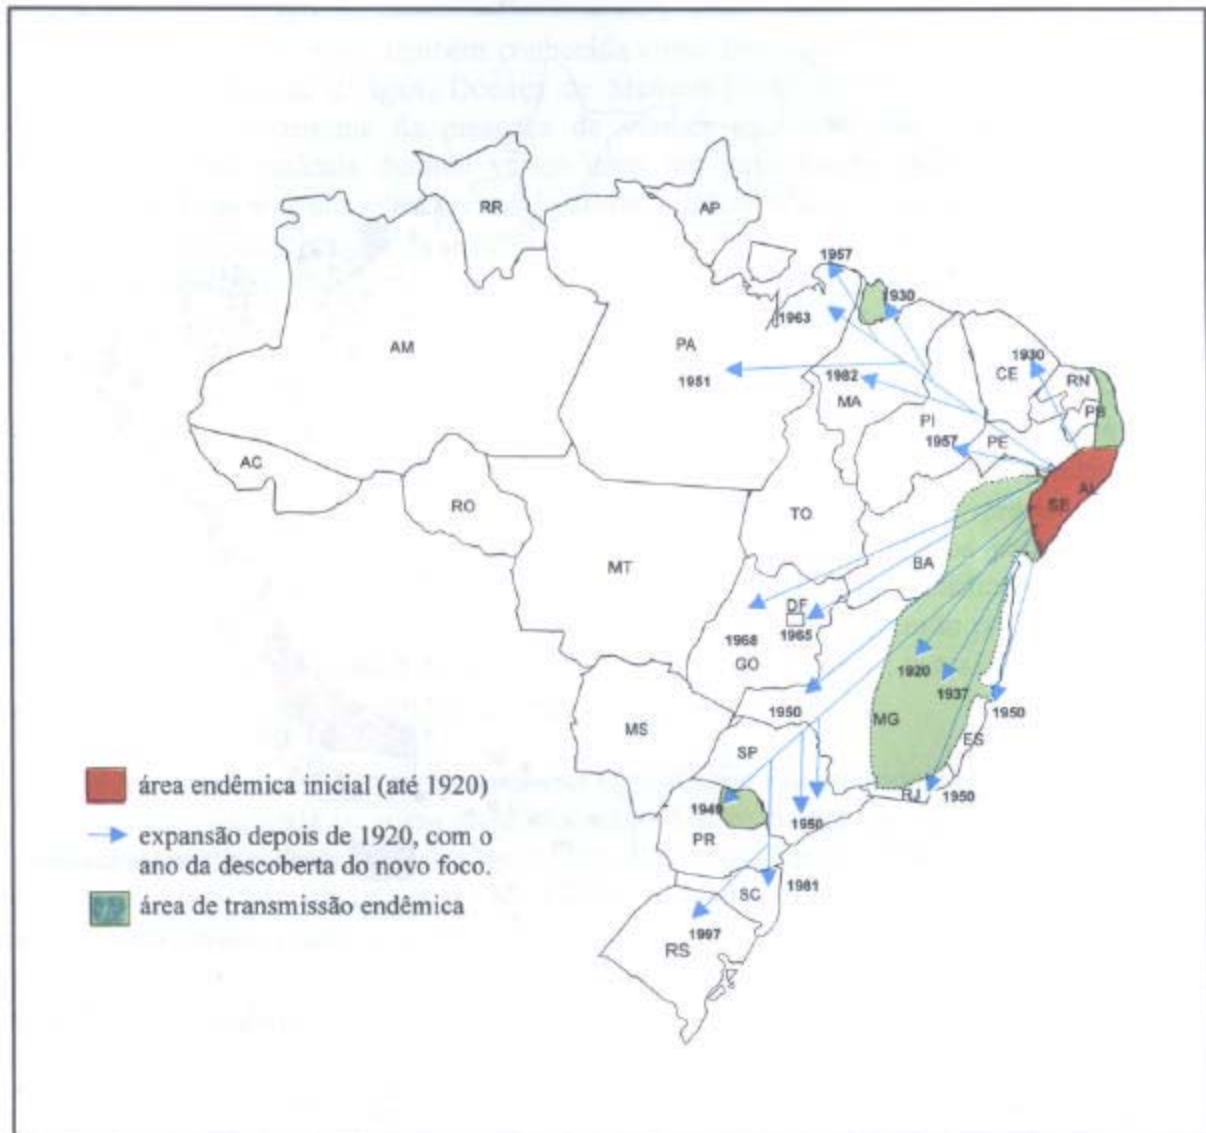 RR
AP
1957
1930
1963
AM
PA
1951
1982
MA
1930
CE
RN
PB
PI
1957
PE
AC
RO
TO
SE
AL
MT
BA
DF
1968
1965
GO
1920
1937
1950
1950
MG
MS
SP
ES
RJ
1950
1949
1950
PR
1981
SC
1997
RS
área endêmica inicial (até 1920)
expansão depois de 1920, com o
ano da descoberta do novo foco.
área de transmissão endêmica